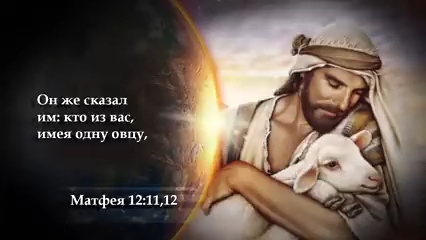 Он же сказал
им: кто из вас,
имея одну овцу,
Матфея 12:11,12